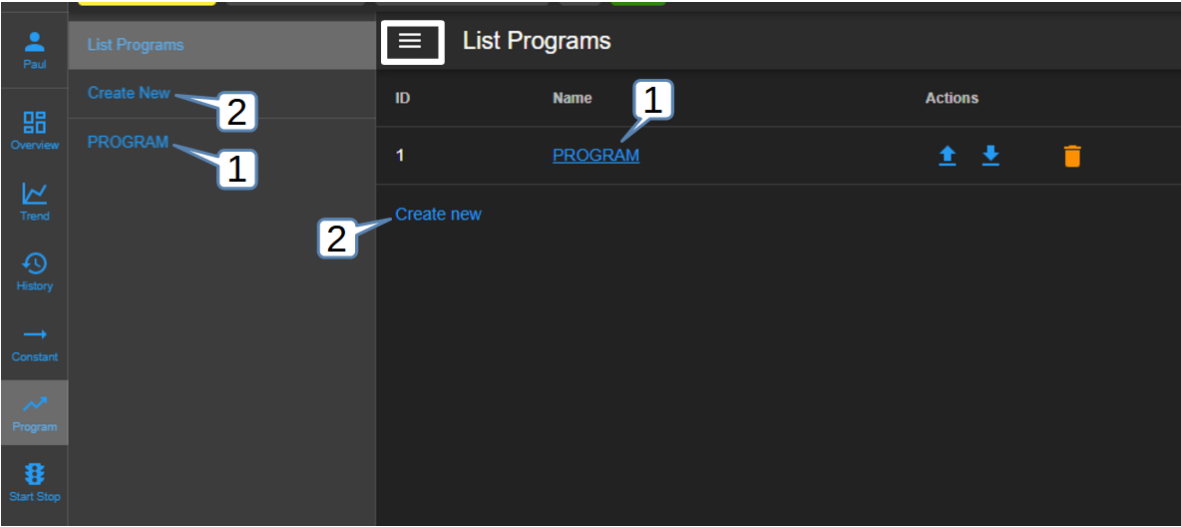 Paul
Overview
Trend
History
Constant
Program
Start Stop
List Programs
Create New
2
PROGRAM
1
List Programs
ID Name Actions
1
1 PROGRAM
Create new
2